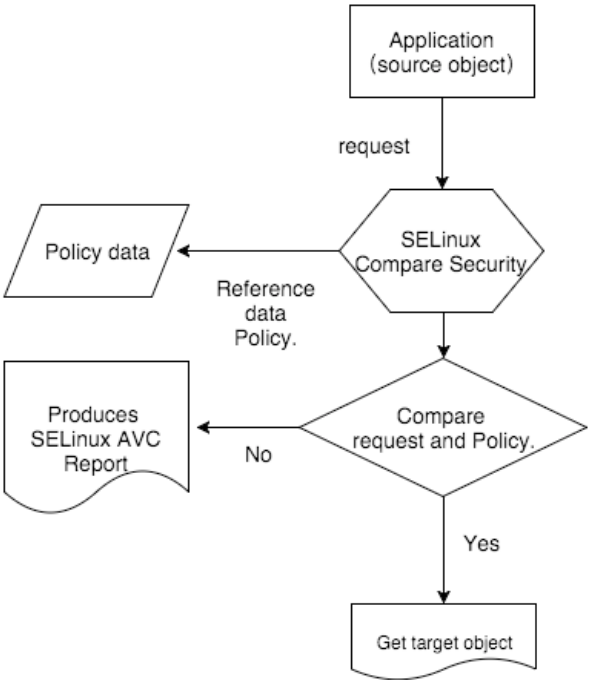 Application
(source object)
request
SELinux
Compare Security
Policy data
Reference
data
Policy.
Compare
request and Policy.
Produces
SELinux AVC
Report
No
Yes
Get target object